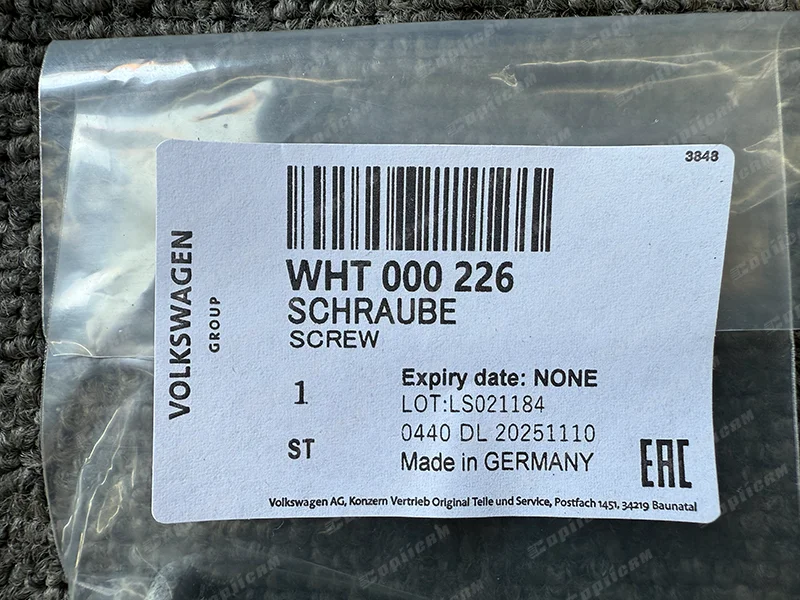 3848
WHT 000 226
SCHRAUBE
SCREW
VOLKSWAGEN
GROUP
1
ST
Expiry date: NONE
LOT:LS021184
0440 DL 20251110
Made in GERMANY
EAC
Volkswagen AG, Konzern Vertrieb Original Teile und Service, Postfach 1451, 34219 Baunatal